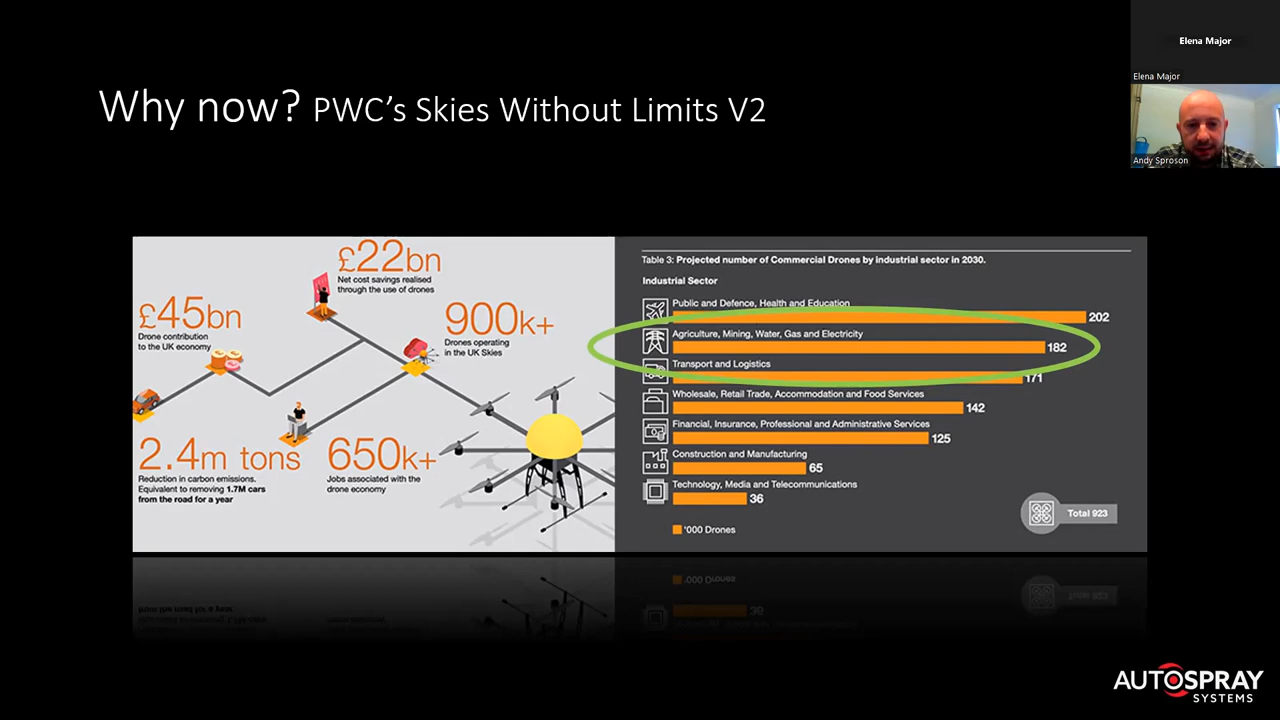 Elena Major
Elena Major
Andy Sproson
Why now? PWC's Skies Without Limits V2
£22bn
Net cost savings realised
through the use of drones
£45bn
Drone contribution
to the UK economy
900k+
Drones operating
in the UK Skies
2.4m tons
Reduction in carbon emissions.
Equivalent to removing 1.7M cars
from the road for a year
650k+
Jobs associated with the
drone economy
Table 3: Projected number of Commercial Drones by industrial sector in 2030.
Industrial Sector
Public and Defence, Health and Education
202
Agriculture, Mining, Water, Gas and Electricity
182
Transport and Logistics
171
Wholesale, Retail Trade, Accommodation and Food Services
142
Financial, Insurance, Professional and Administrative Services
125
Construction and Manufacturing
65
Technology, Media and Telecommunications
36
'000 Drones
Total 923
AUTOSPRAY
SYSTEMS